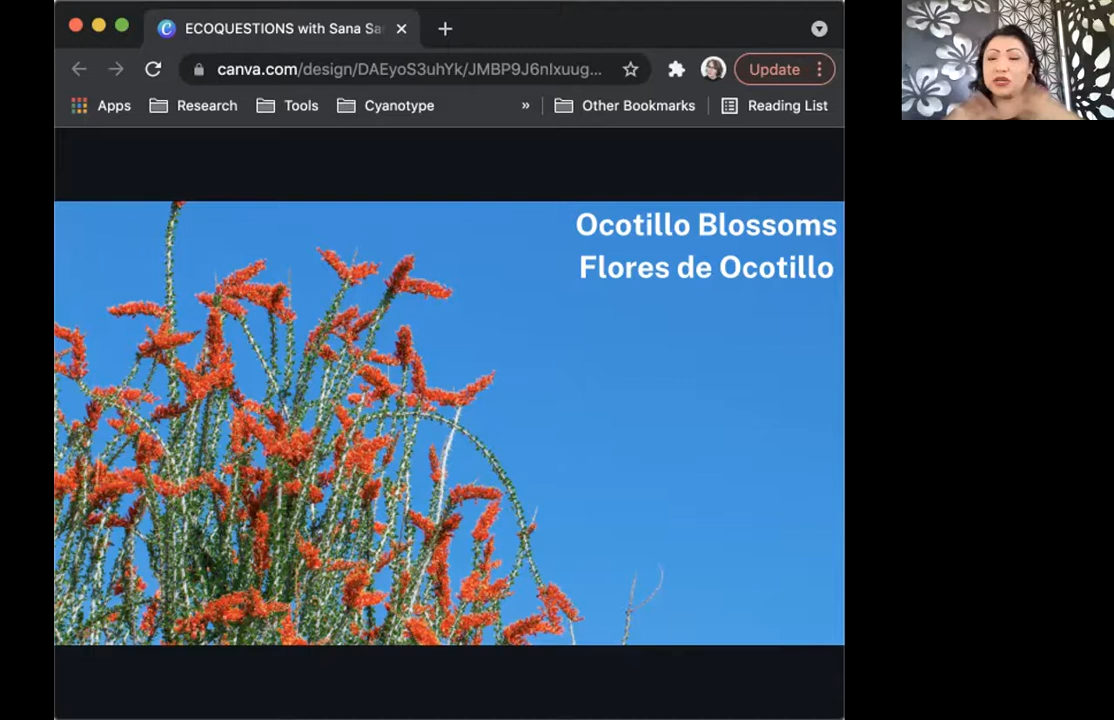 ECOQUESTIONS with Sana Sa
canva.com/design/DAEyoS3uhYk/JMBP9J6nlxuug...
Update
Apps
Research
Tools
Cyanotype
»
Other Bookmarks
Reading List
Ocotillo Blossoms
Flores de Ocotillo